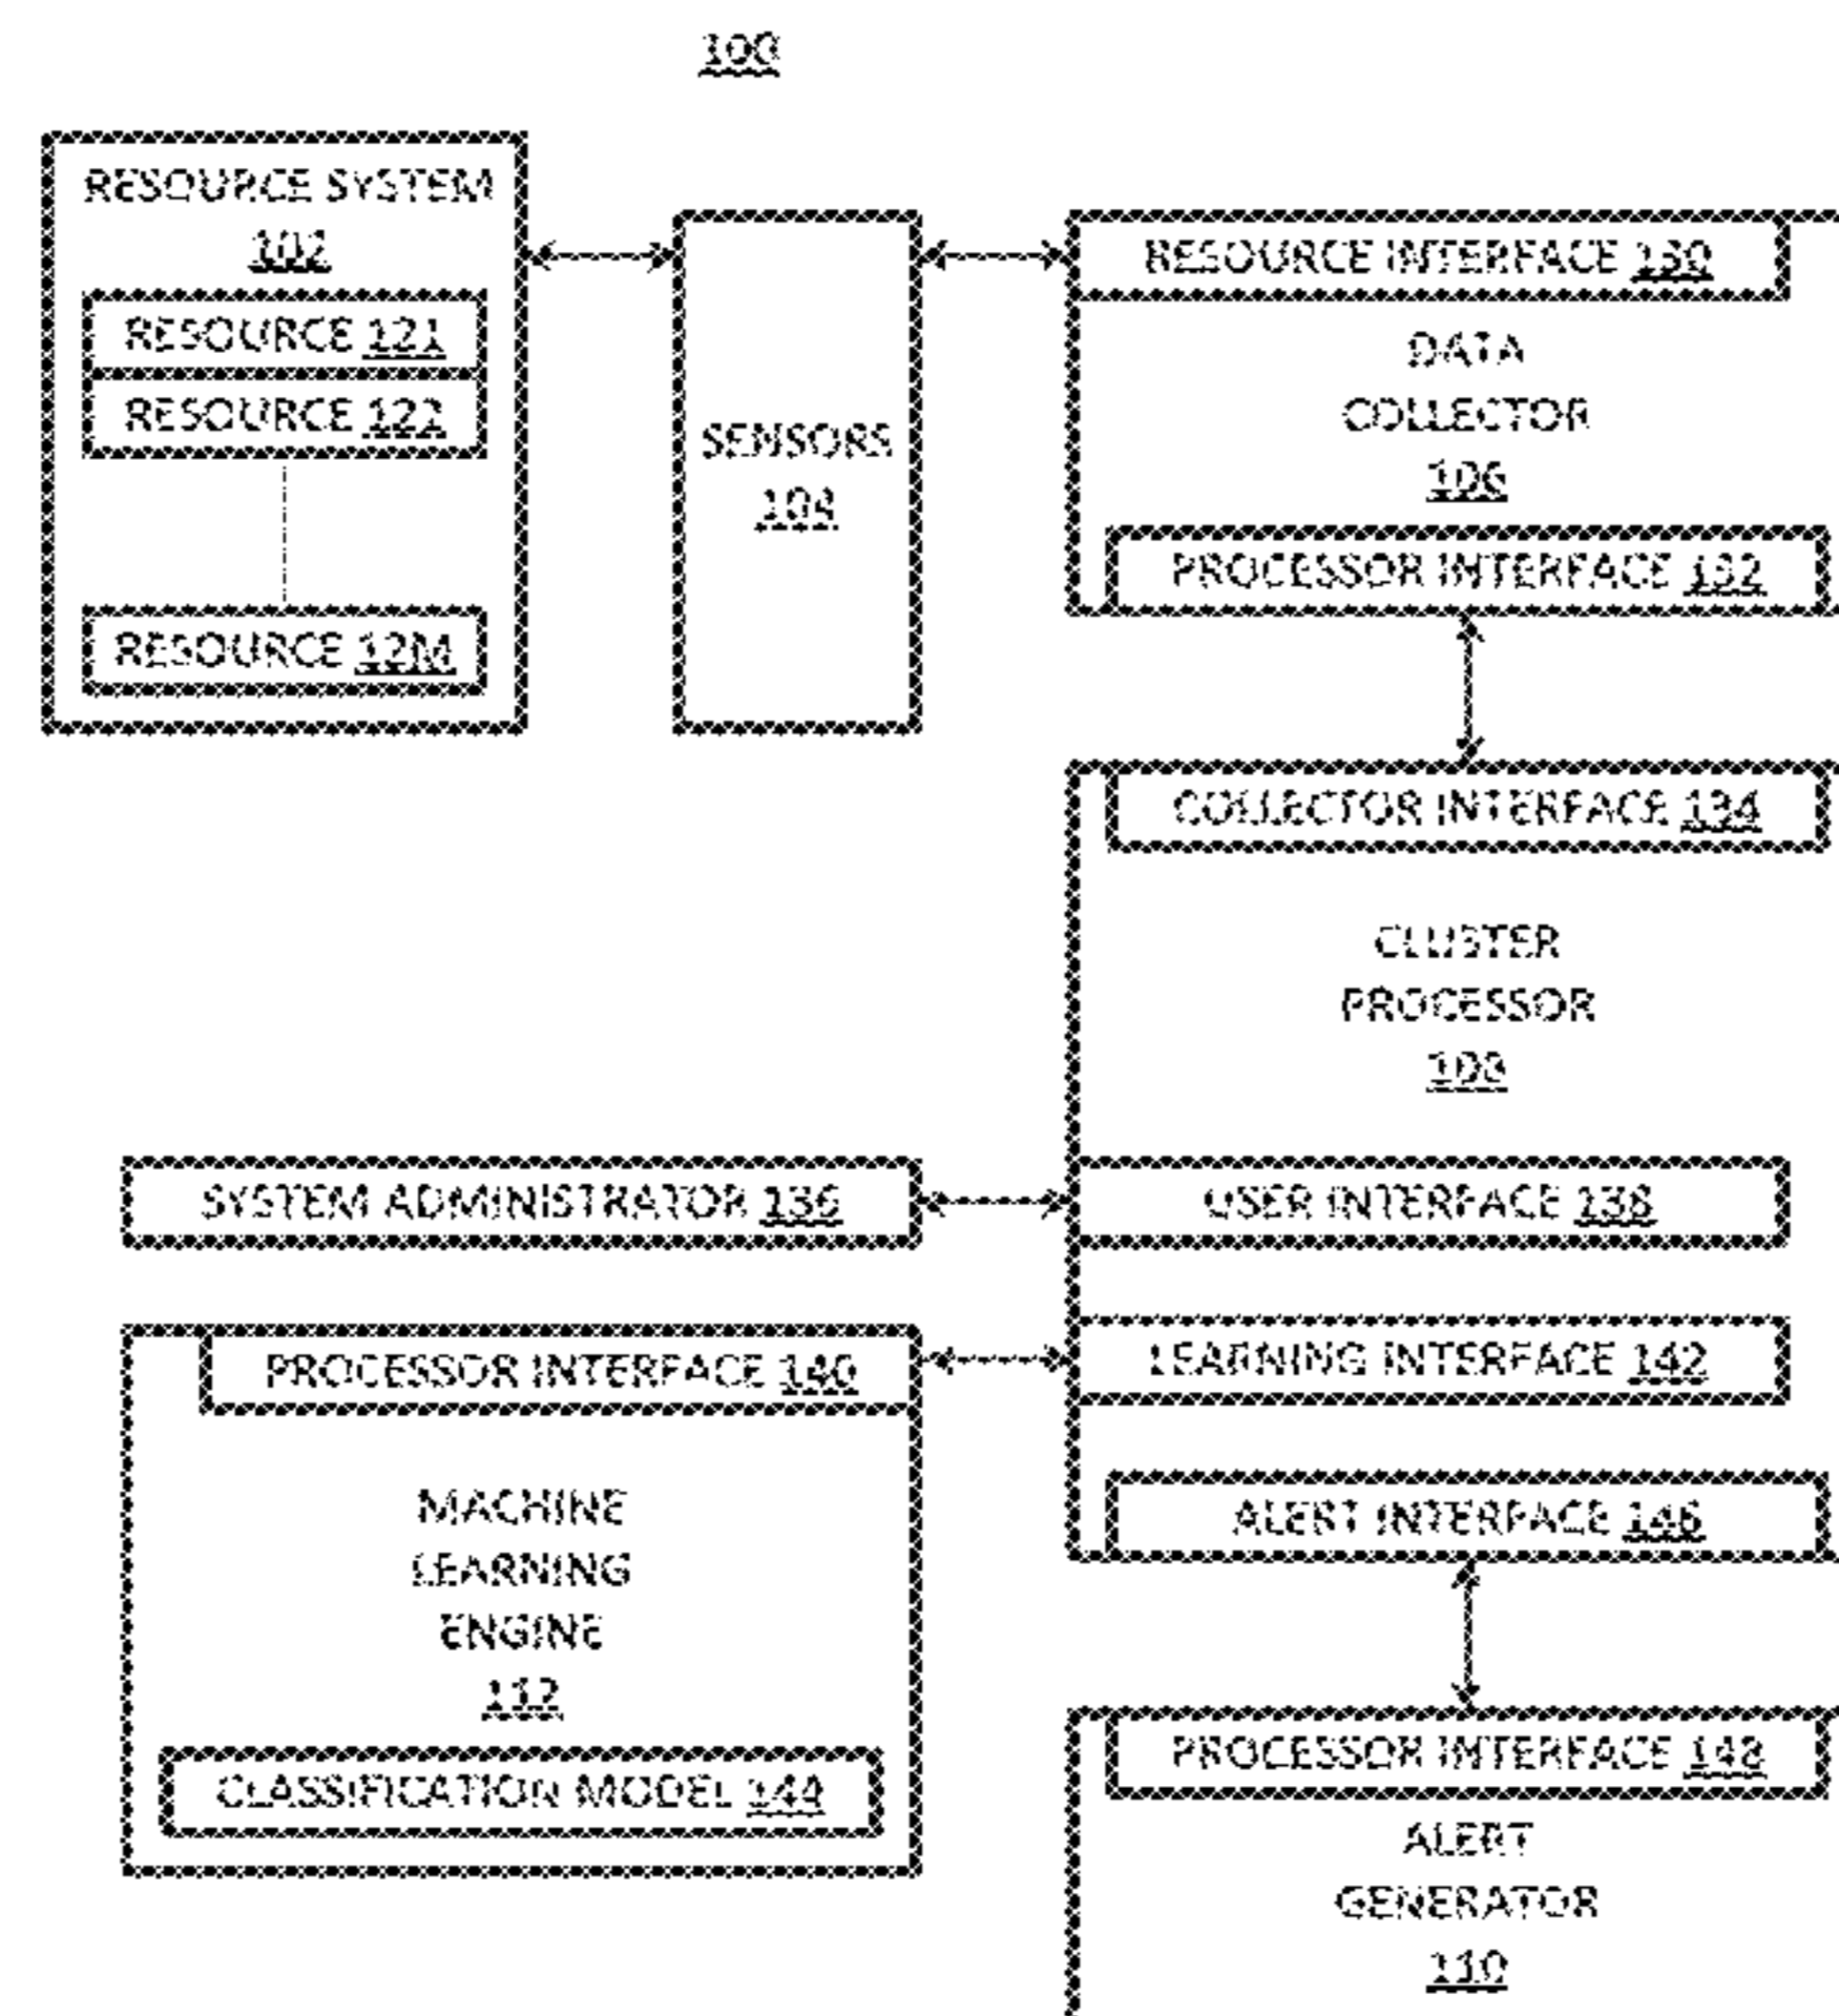 100
RESOURCE SYSTEM
102
RESOURCE 121
RESOURCE 122
RESOURCE 12M
SENSORS
104
RESOURCE INTERFACE 130
DATA
COLLECTOR
106
PROCESSOR INTERFACE 132
COLLECTOR INTERFACE 134
CLUSTER
PROCESSOR
108
SYSTEM ADMINISTRATOR 136
USER INTERFACE 138
PROCESSOR INTERFACE 140
LEARNING INTERFACE 142
MACHINE
LEARNING
ENGINE
112
CLASSIFICATION MODEL 144
ALERT INTERFACE 146
PROCESSOR INTERFACE 148
ALERT
GENERATOR
110